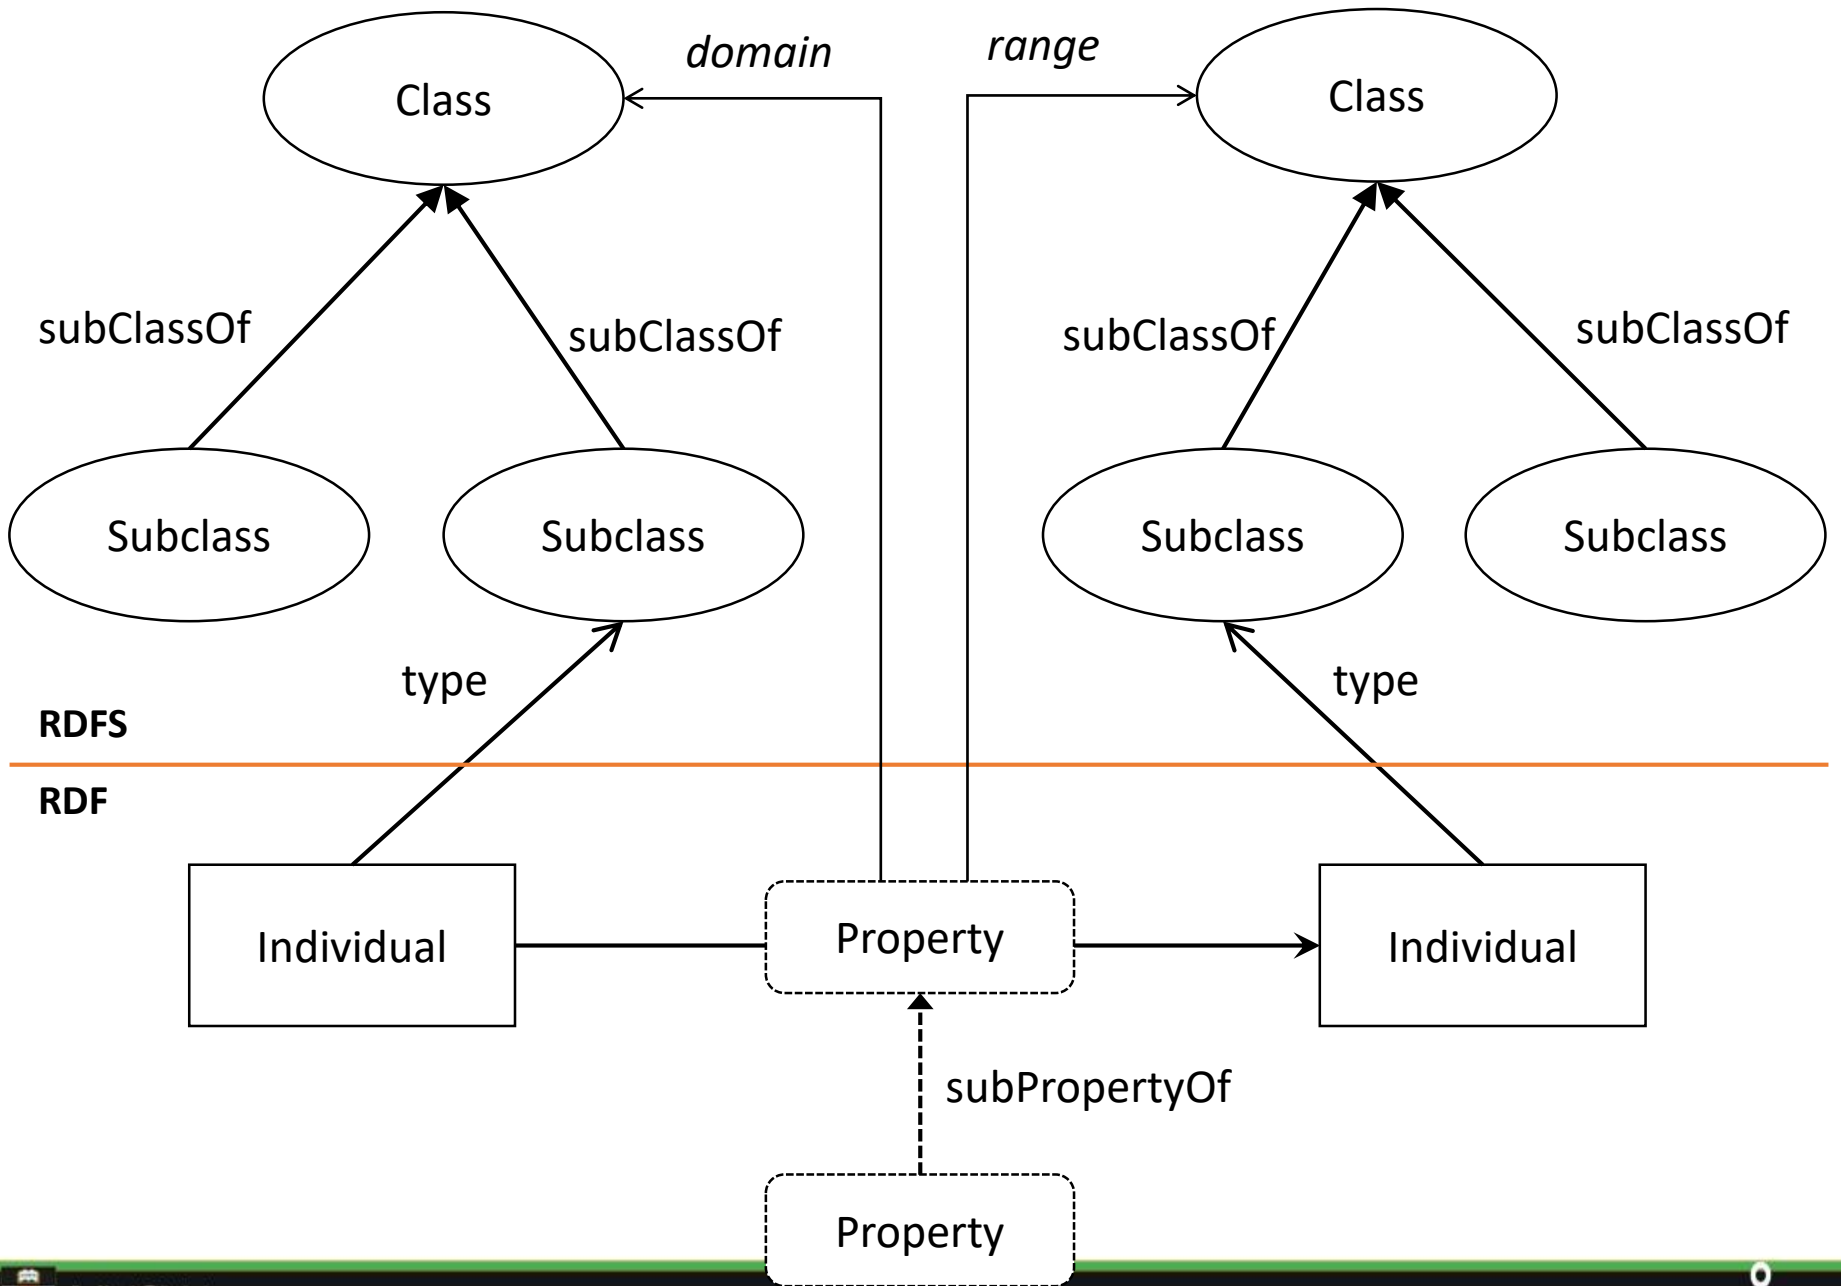 domain
range
Class
Class
subClassOf
subClassOf
subClassOf
subClassOf
Subclass
Subclass
Subclass
Subclass
type
type
RDFS
RDF
Individual
Property
Individual
subPropertyOf
Property